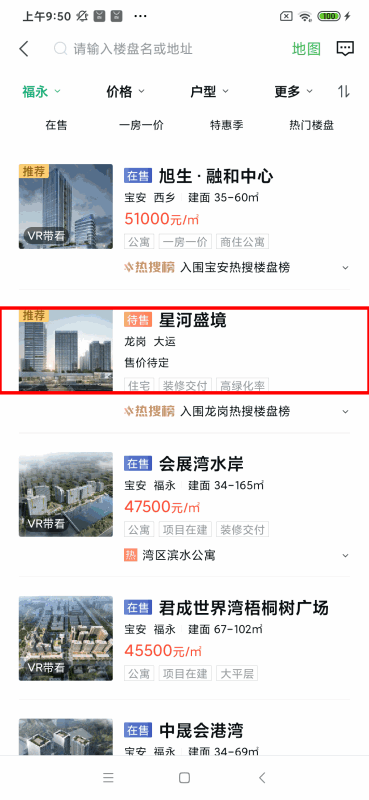 上午9:50 ... 100
请输入楼盘名或地址 地图
福永 价格 户型 更多
在售 一房一价 特惠季 热门楼盘
推荐
VR带看
在售 旭生·融和中心
宝安 西乡 建面 35-60㎡
51000元/㎡
公寓 一房一价 商住公寓
热搜榜 入围宝安热搜楼盘榜
推荐
待售 星河盛境
龙岗 大运
售价待定
住宅 装修交付 高绿化率
热搜榜 入围龙岗热搜楼盘榜
VR带看
在售 会展湾水岸
宝安 福永 建面 34-165㎡
47500元/㎡
公寓 项目在建 装修交付
热 湾区滨水公寓
VR带看
在售 君成世界湾梧桐树广场
宝安 福永 建面 67-102㎡
45500元/㎡
公寓 项目在建 大平层
在售 中晟会港湾
宝安 福永 建面 34-69㎡